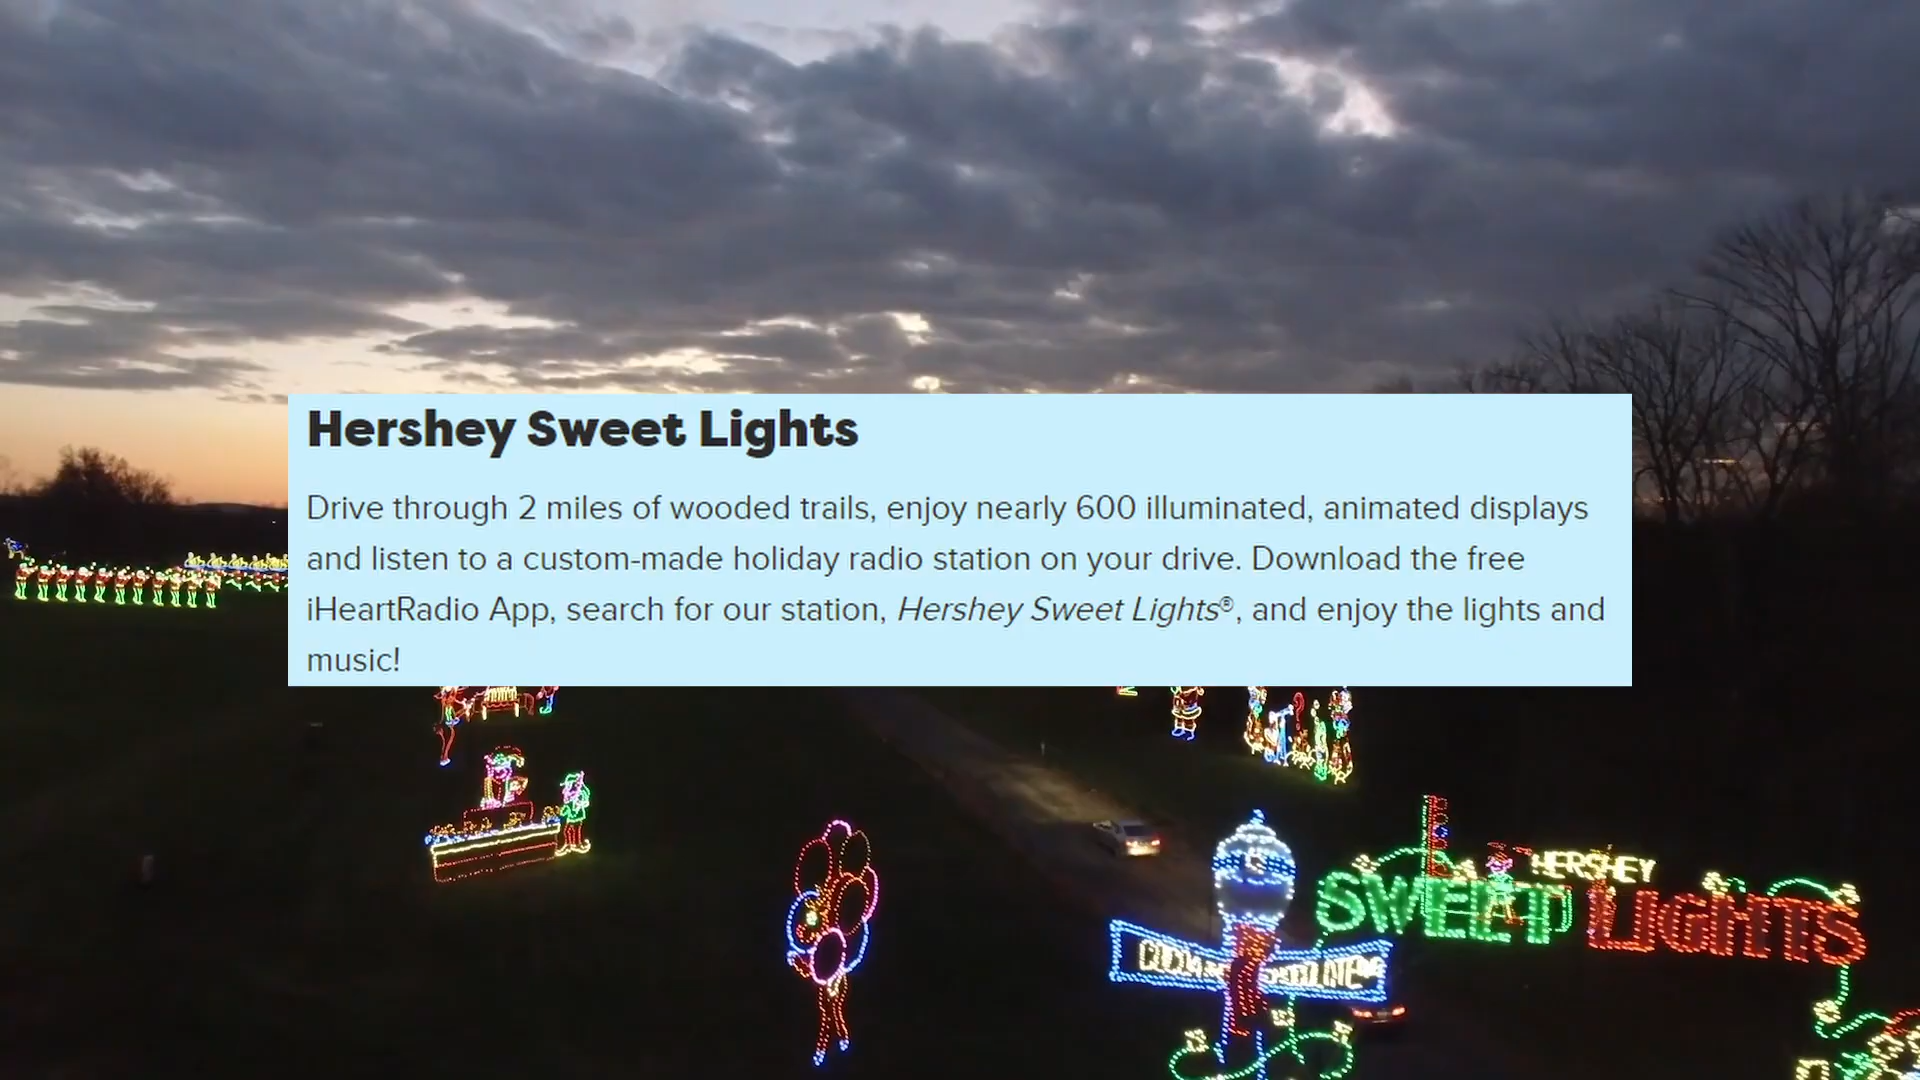 Hershey Sweet Lights
Drive through 2 miles of wooded trails, enjoy nearly 600 illuminated, animated displays
and listen to a custom-made holiday radio station on your drive. Download the free
iHeartRadio App, search for our station, Hershey Sweet Lights®, and enjoy the lights and
music!
HERSHEY
SWEET LIGHTS
COCOA